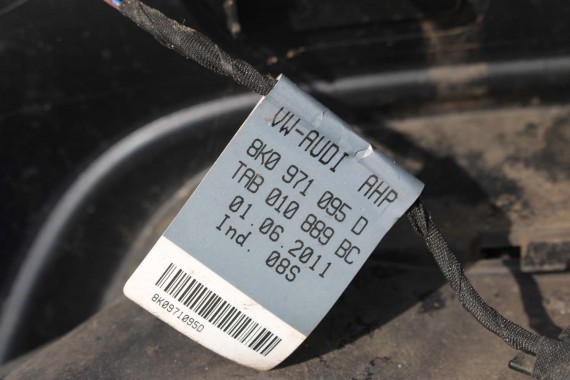 VW-AUDI AHP
8K0 971 095 D
TAB 010 889 BC
01.06.2011
Ind. 08S
8K0971095D